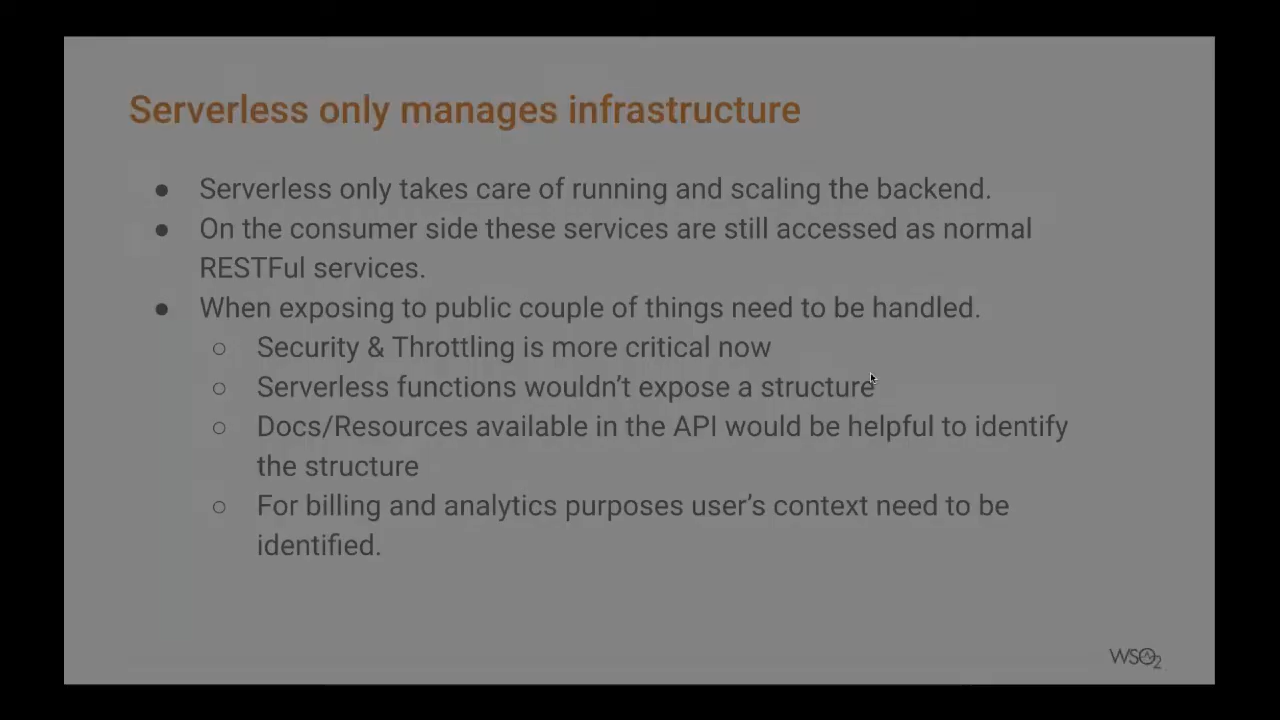 Serverless only manages infrastructure
● Serverless only takes care of running and scaling the backend.
● On the consumer side these services are still accessed as normal
RESTFul services.
● When exposing to public couple of things need to be handled.
○ Security & Throttling is more critical now
○ Serverless functions wouldn’t expose a structure
○ Docs/Resources available in the API would be helpful to identify
the structure
○ For billing and analytics purposes user’s context need to be
identified.
WSO2